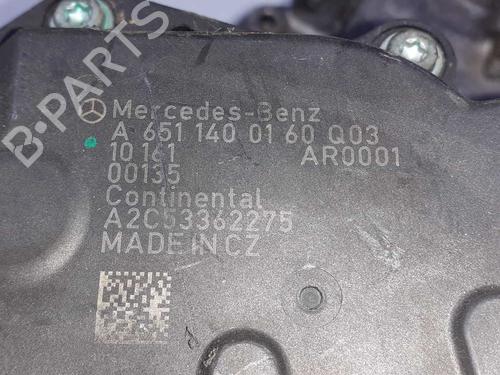 B-PARTS
Mercedes-Benz
A 651 140 01 60 Q03
10 161 AR0001
00135
Continental
A2C53362275
MADE IN CZ